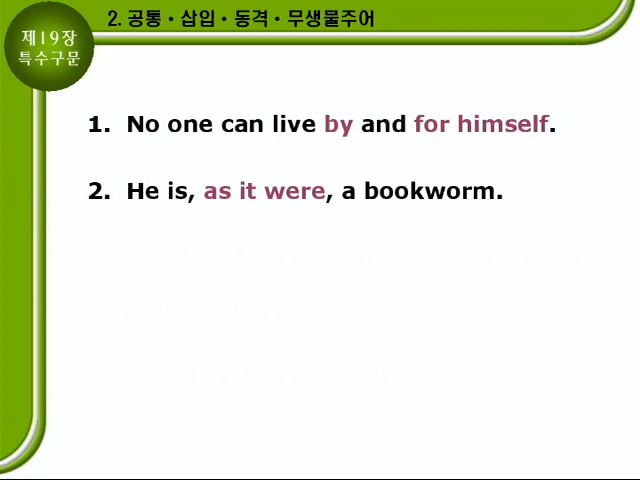 2. 공통·삽입·동격·무생물주어
제19장
특수구문
1. No one can live by and for himself.
2. He is, as it were, a bookworm.